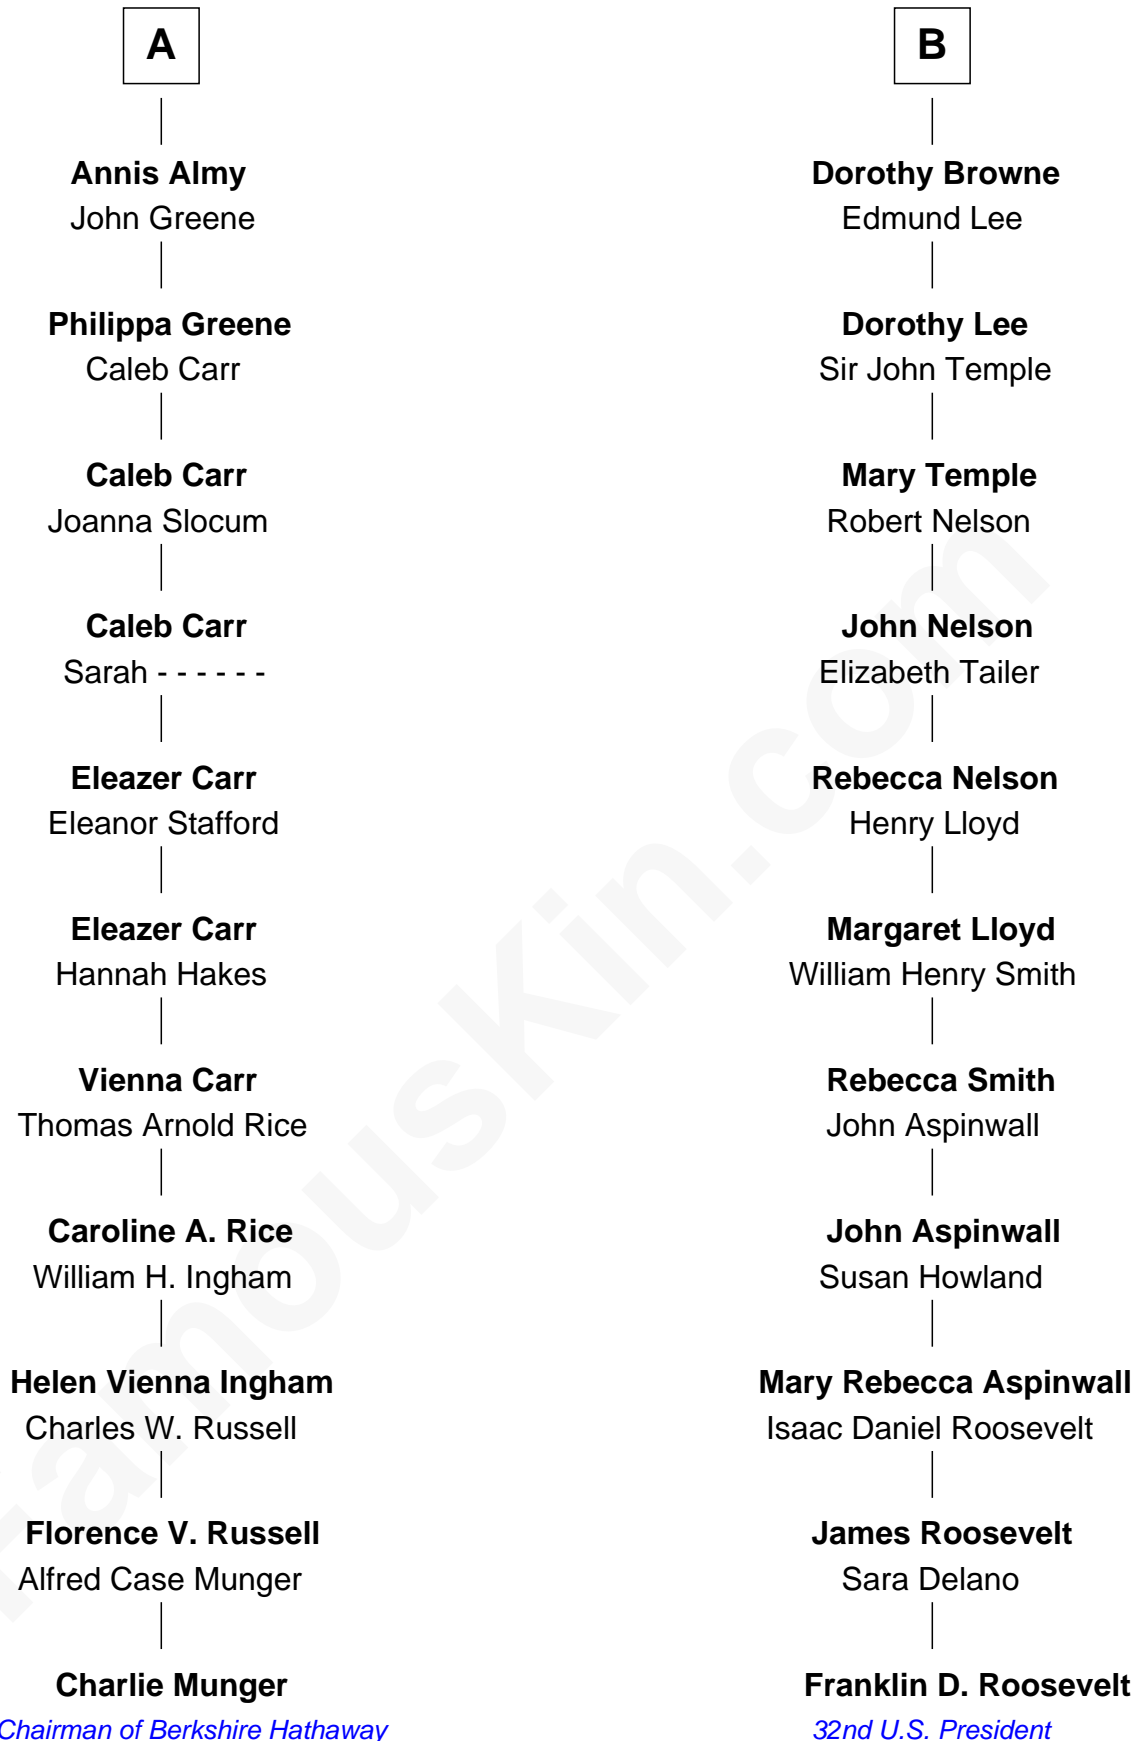 A
Annis Almy
John Greene
Philippa Greene
Caleb Carr
Caleb Carr
Joanna Slocum
Caleb Carr
Sarah - - - - - -
Eleazer Carr
Eleanor Stafford
Eleazer Carr
Hannah Hakes
Vienna Carr
Thomas Arnold Rice
Caroline A. Rice
William H. Ingham
Helen Vienna Ingham
Charles W. Russell
Florence V. Russell
Alfred Case Munger
Charlie Munger
Chairman of Berkshire Hathaway
B
Dorothy Browne
Edmund Lee
Dorothy Lee
Sir John Temple
Mary Temple
Robert Nelson
John Nelson
Elizabeth Tailer
Rebecca Nelson
Henry Lloyd
Margaret Lloyd
William Henry Smith
Rebecca Smith
John Aspinwall
John Aspinwall
Susan Howland
Mary Rebecca Aspinwall
Isaac Daniel Roosevelt
James Roosevelt
Sara Delano
Franklin D. Roosevelt
32nd U.S. President
FamousKin.com